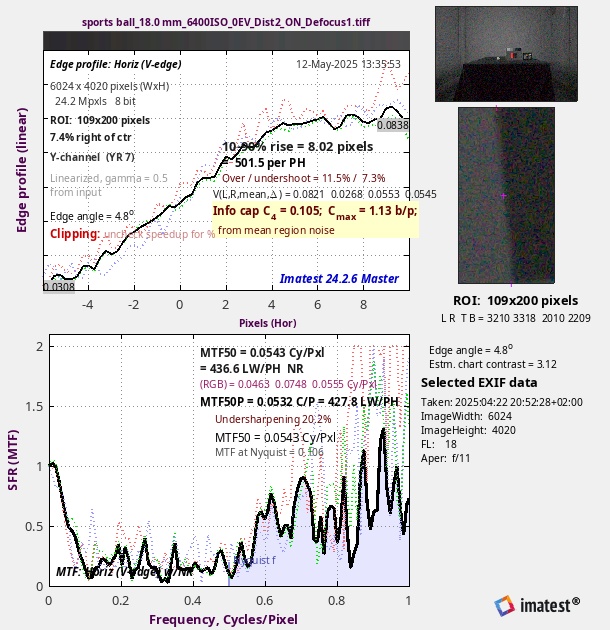 sports ball_18.0 mm_6400ISO_0EV_Dist2_ON_Defocus1.tiff
Edge profile: Horiz (V-edge)
12-May-2025 13:35:53
6024 x 4020 pixels (WxH)
24.2 Mpxls   8 bit
ROI:  109x200 pixels
7.4% right of ctr
Y-channel  (YR 7)
Linearized, gamma = 0.5
from input
Edge angle = 4.8o
Clipping: uncheck speedup for %
0.0838
10-90% rise = 8.02 pixels
= 501.5 per PH
Over / undershoot = 11.5% /  7.3%
V(L,R,mean,Δ) = 0.0821  0.0268  0.0553  0.0545
Info cap C4 = 0.105;  Cmax = 1.13 b/p;
from mean region noise
Imatest 24.2.6 Master
0.0308
Edge profile (linear)
-4 -2 0 2 4 6 8
Pixels (Hor)
MTF50 = 0.0543 Cy/Pxl
= 436.6 LW/PH  NR
(RGB) = 0.0463  0.0748  0.0555 Cy/Pxl
MTF50P = 0.0532 C/P = 427.8 LW/PH
Undersharpening 20.2%
MTF50 = 0.0543 Cy/Pxl
MTF at Nyquist = 0.106
Nyquist f
MTF: Horiz (V-edge) w/NR
SFR (MTF)
2
1.5
1
0.5
0
0 0.2 0.4 0.6 0.8 1
Frequency, Cycles/Pixel
ROI:  109x200 pixels
L R  T B = 3210 3318  2010 2209
Edge angle = 4.8o
Estm. chart contrast = 3.12
Selected EXIF data
Taken: 2025:04:22 20:52:28+02:00
ImageWidth:  6024
ImageHeight:  4020
FL:   18
Aper:  f/11
imatest®